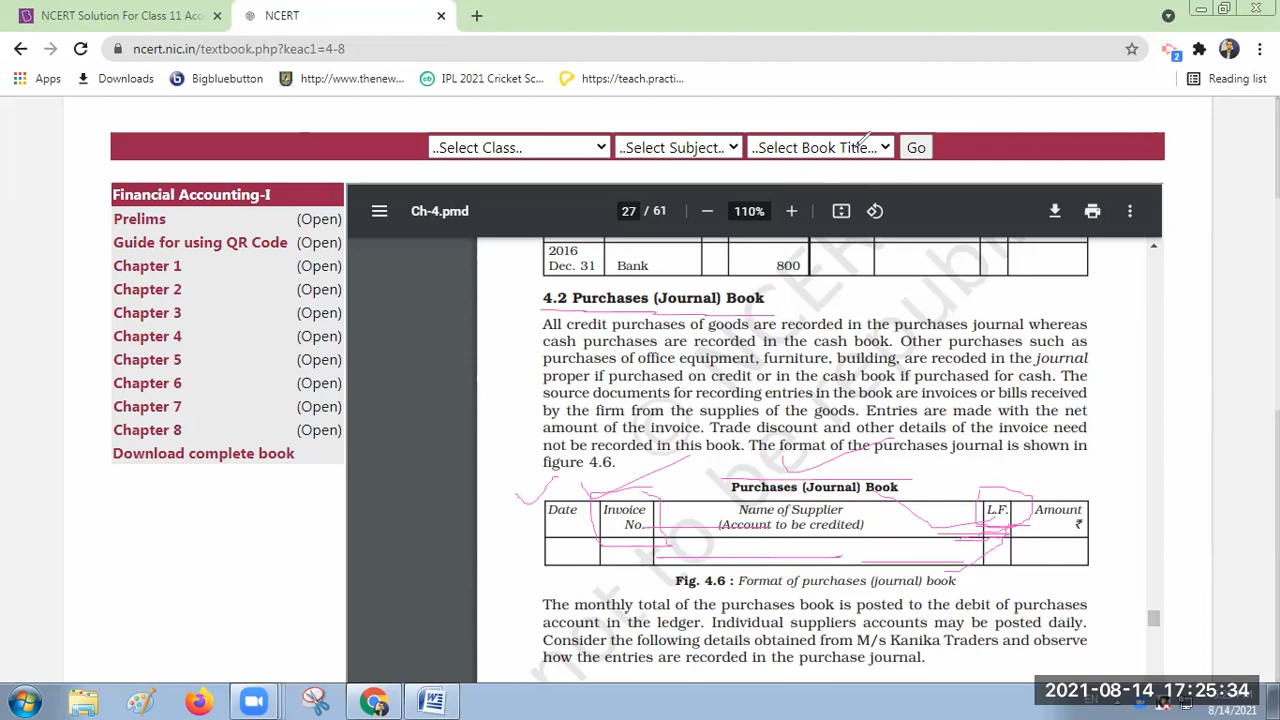 NCERT Solution For Class 11 Acc
NCERT
ncert.nic.in/textbook.php?keac1=4-8
2
Apps
Downloads
Bigbluebutton
http://www.thenew...
IPL 2021 Cricket Sc...
https://teach.practi...
Reading list
..Select Class..
..Select Subject..
..Select Book Title...
Go
Financial Accounting-I
Prelims (Open)
Guide for using QR Code (Open)
Chapter 1 (Open)
Chapter 2 (Open)
Chapter 3 (Open)
Chapter 4 (Open)
Chapter 5 (Open)
Chapter 6 (Open)
Chapter 7 (Open)
Chapter 8 (Open)
Download complete book
Ch-4.pmd
27 / 61
110%
2016
Dec. 31 Bank 800
4.2 Purchases (Journal) Book
All credit purchases of goods are recorded in the purchases journal whereas
cash purchases are recorded in the cash book. Other purchases such as
purchases of office equipment, furniture, building, are recoded in the journal
proper if purchased on credit or in the cash book if purchased for cash. The
source documents for recording entries in the book are invoices or bills received
by the firm from the supplies of the goods. Entries are made with the net
amount of the invoice. Trade discount and other details of the invoice need
not be recorded in this book. The format of the purchases journal is shown in
figure 4.6.
Purchases (Journal) Book
Date Invoice Name of Supplier L.F. Amount
No. (Account to be credited) ₹
Fig. 4.6 : Format of purchases (journal) book
The monthly total of the purchases book is posted to the debit of purchases
account in the ledger. Individual suppliers accounts may be posted daily.
Consider the following details obtained from M/s Kanika Traders and observe
how the entries are recorded in the purchase journal.
© NCERT
not to be republi
2021-08-14 17:25:34
EN
8/14/2021